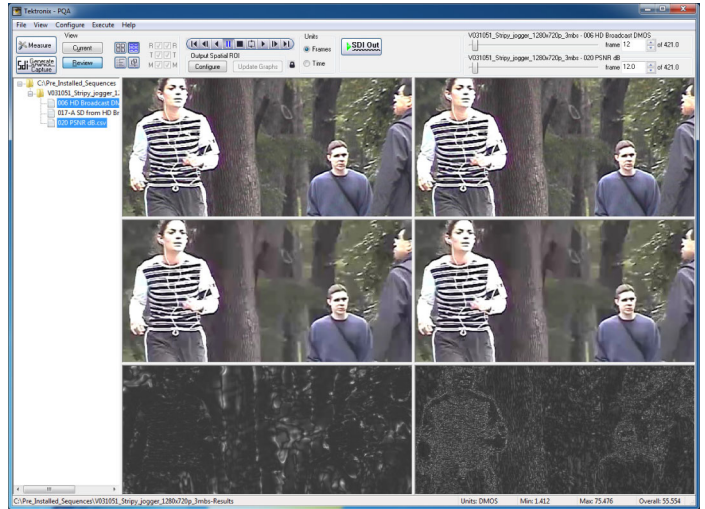 Tektronix - PQA
File View Configure Execute Help
View
Units
Measure
Current
R R
Frames
SDI Out
V031051_Stripy_jogger_1280x720p_3mbs - 006 HD Broadcast DMOS
frame 12 of 421.0
T T
Output Spatial ROI
V031051_Stripy_jogger_1280x720p_3mbs - 020 PSNR dB
Generate
Capture
Review
M M
Configure
Update Graphs
Time
frame 12.0 of 421.0
C:\Pre_Installed_Sequences
V031051_Stripy_jogger_1.
006 HD Broadcast DM
017-A SD from HD Br
020 PSNR dB.csv
C:\Pre_Installed_Sequences\V031051_Stripy_jogger_1280x720p_3mbs-Results
Units: DMOS Min: 1.412 Max: 75.476 Overall: 55.554